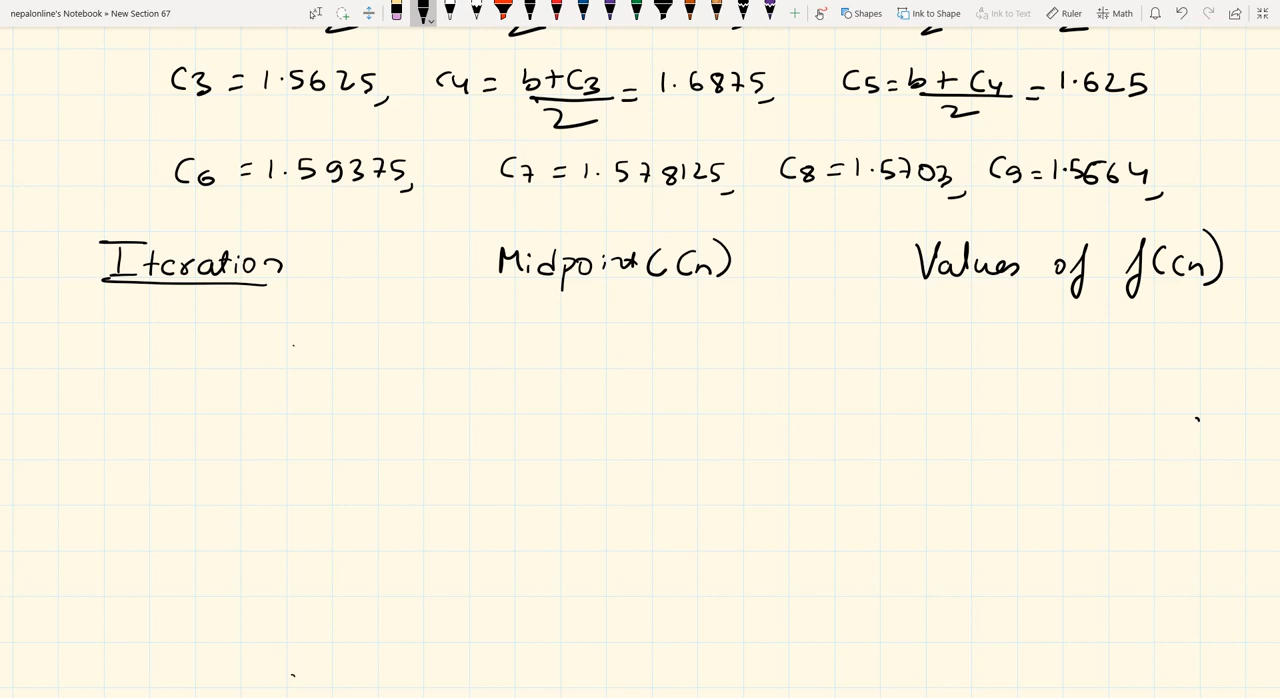 nepalonline's Notebook » New Section 67
Shapes Ink to Shape Ink to Text Ruler Math
C3 = 1.5625, C4 = b+C3/2 = 1.6875, C5 = b+C4/2 = 1.625
C6 = 1.59375, C7 = 1.578125, C8 = 1.5703, C9 = 1.5664,
Iteration Midpoint (Cn) Values of f(Cn)